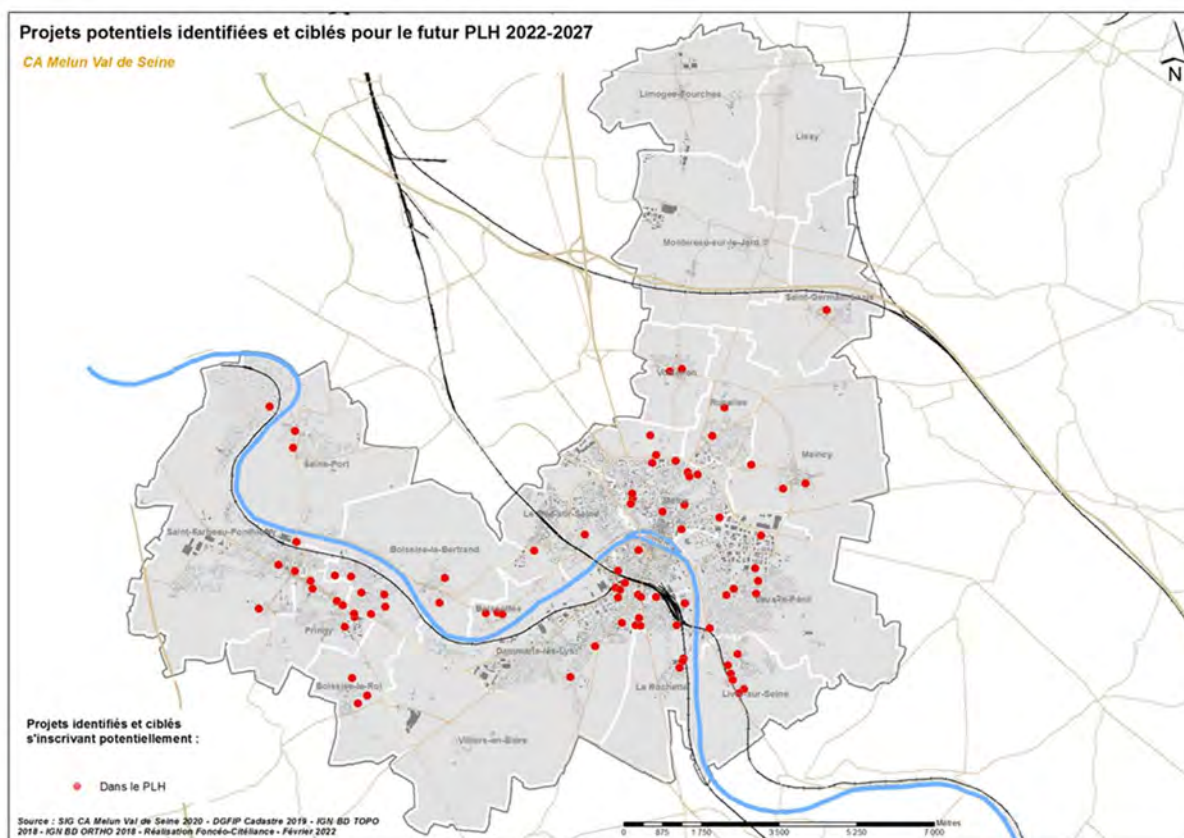 Projets potentiels identifiées et ciblés pour le futur PLH 2022-2027
CA Melun Val de Seine
N
Limoges-Fourches
Lissy
Montereau-sur-le-Jard
Saint-Germain-Laxis
Voisenon
Rubelles
Maincy
Seine-Port
Melun
Le Mée-sur-Seine
Saint-Fargeau-Ponthierry
Boissise-la-Bertrand
Vaux-le-Pénil
Boissettes
Pringy
Dammarie-lès-Lys
Boissise-le-Roi
La Rochette
Livry-sur-Seine
Villiers-en-Bière
Projets identifiés et ciblés
s'inscrivant potentiellement :
Dans le PLH
Source : SIG CA Melun Val de Seine 2020 - DGFIP Cadastre 2019 - IGN BD TOPO
2018 - IGN BD ORTHO 2018 - Réalisation Foncéo-Citéliance - Février 2022
Mètres
0 875 1 750 3 500 5 250 7 000